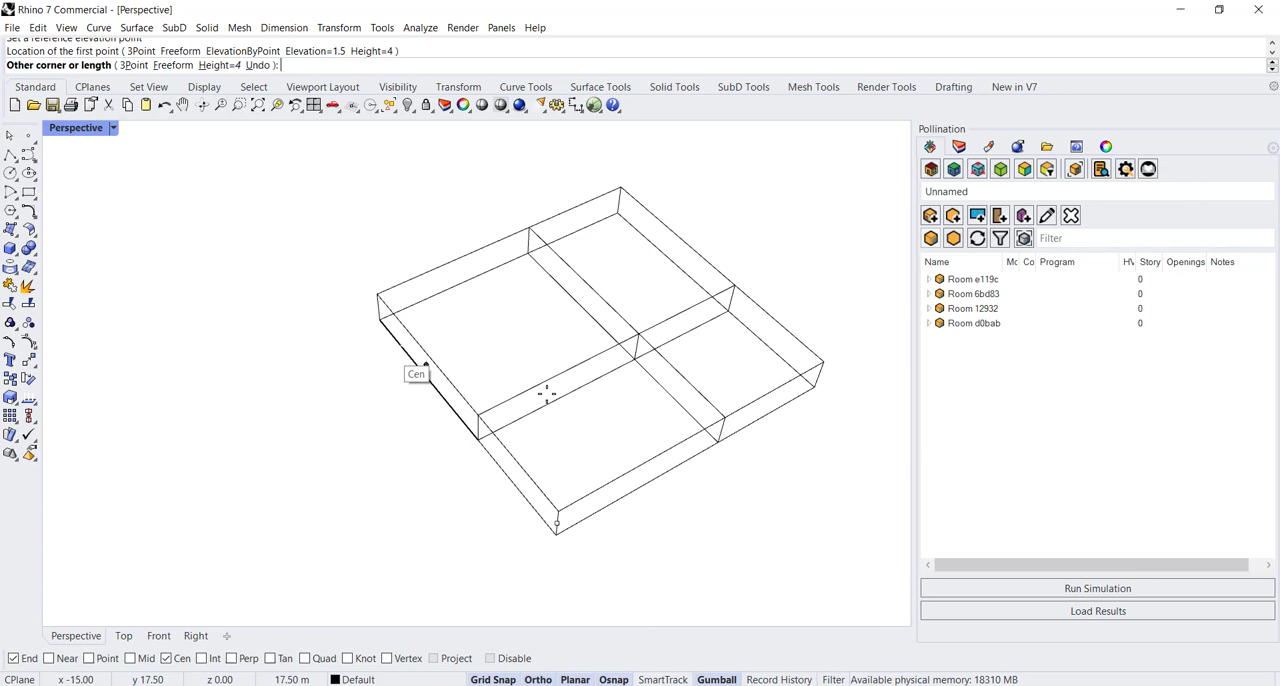 Rhino 7 Commercial - [Perspective]
File Edit View Curve Surface SubD Solid Mesh Dimension Transform Tools Analyze Render Panels Help
Set a reference elevation point
Location of the first point ( 3Point Freeform ElevationByPoint Elevation=1.5 Height=4 )
Other corner or length ( 3Point Freeform Height=4 Undo ):
Standard CPlanes Set View Display Select Viewport Layout Visibility Transform Curve Tools Surface Tools Solid Tools SubD Tools Mesh Tools Render Tools Drafting New in V7
Perspective
Pollination
Unnamed
Filter
Name Mc Co Program HV Story Openings Notes
Room e119c 0
Room 6bd83 0
Room 12932 0
Room d0bab 0
Cen
Run Simulation
Load Results
Perspective Top Front Right
End Near Point Mid Cen Int Perp Tan Quad Knot Vertex Project Disable
CPlane x -15.00 y 17.50 z 0.00 17.50 m Default Grid Snap Ortho Planar Osnap SmartTrack Gumball Record History Filter Available physical memory: 18310 MB